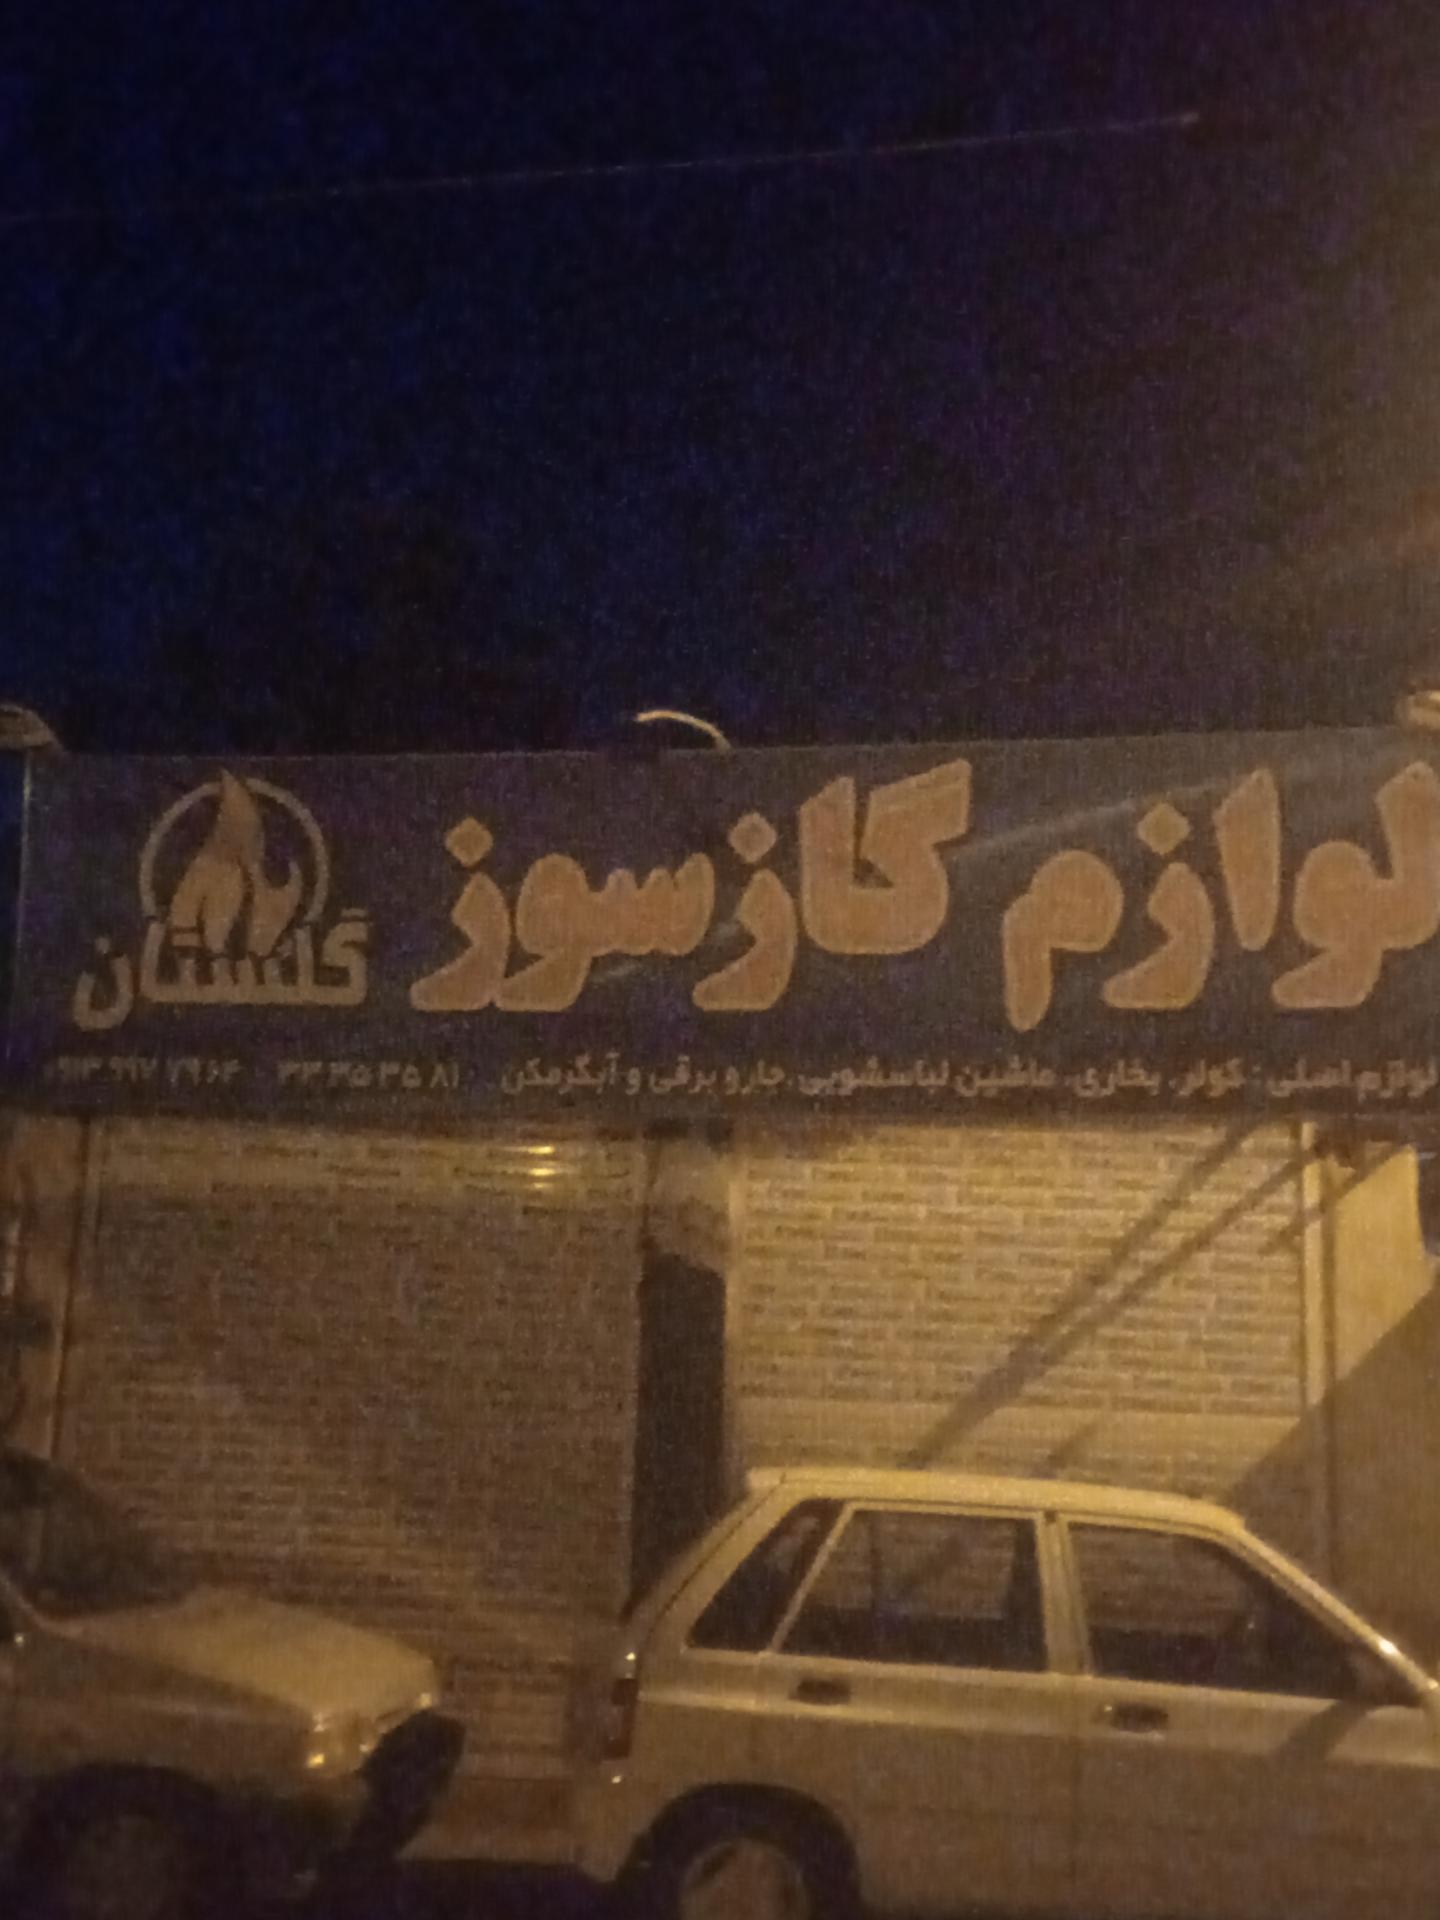 لوازم گازسوز
گلستان
لوازم اصلی: کولر، بخاری، ماشین لباسشویی، جارو برقی و آبگرمکن ۳۳۳۵۳۵۸۱